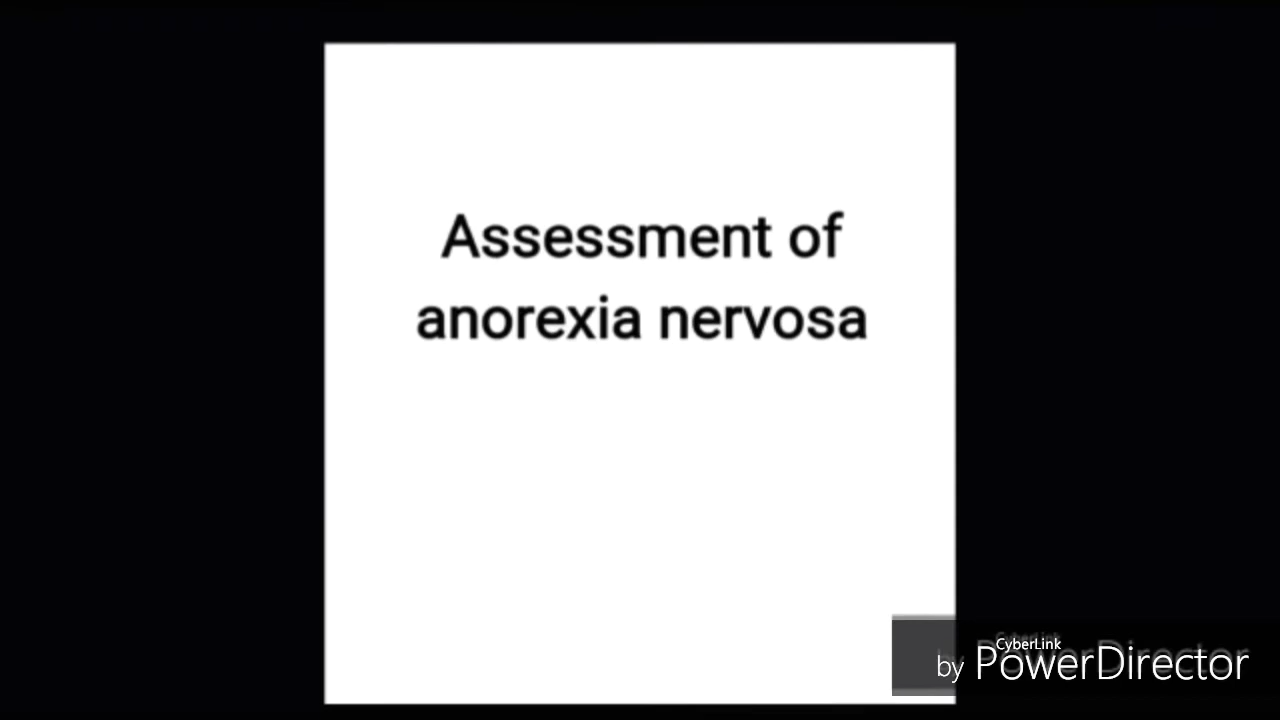 Assessment of
anorexia nervosa
CyberLink
by PowerDirector